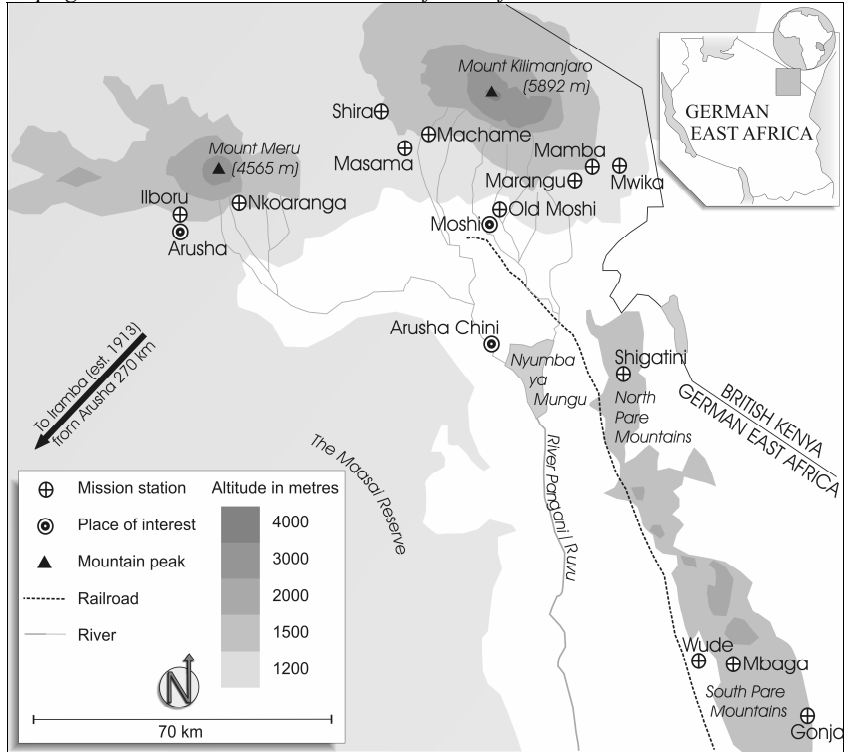 Mount Kilimanjaro
(5892 m)
GERMAN
EAST AFRICA
Shira
Machame
Masama
Mount Meru
(4565 m)
Mamba
Marangu
Mwika
Ilboru
Nkoaranga
Old Moshi
Moshi
Arusha
Arusha Chini
Nyumba
ya
Mungu
Shigatini
North
Pare
Mountains
BRITISH KENYA
GERMAN EAST AFRICA
To Iramba (est. 1913)
from Arusha 270 km
The Maasai Reserve
River Pangani / Ruvu
Mission station
Place of interest
Mountain peak
Railroad
River
Altitude in metres
4000
3000
2000
1500
1200
N
70 km
Wude
Mbaga
South Pare
Mountains